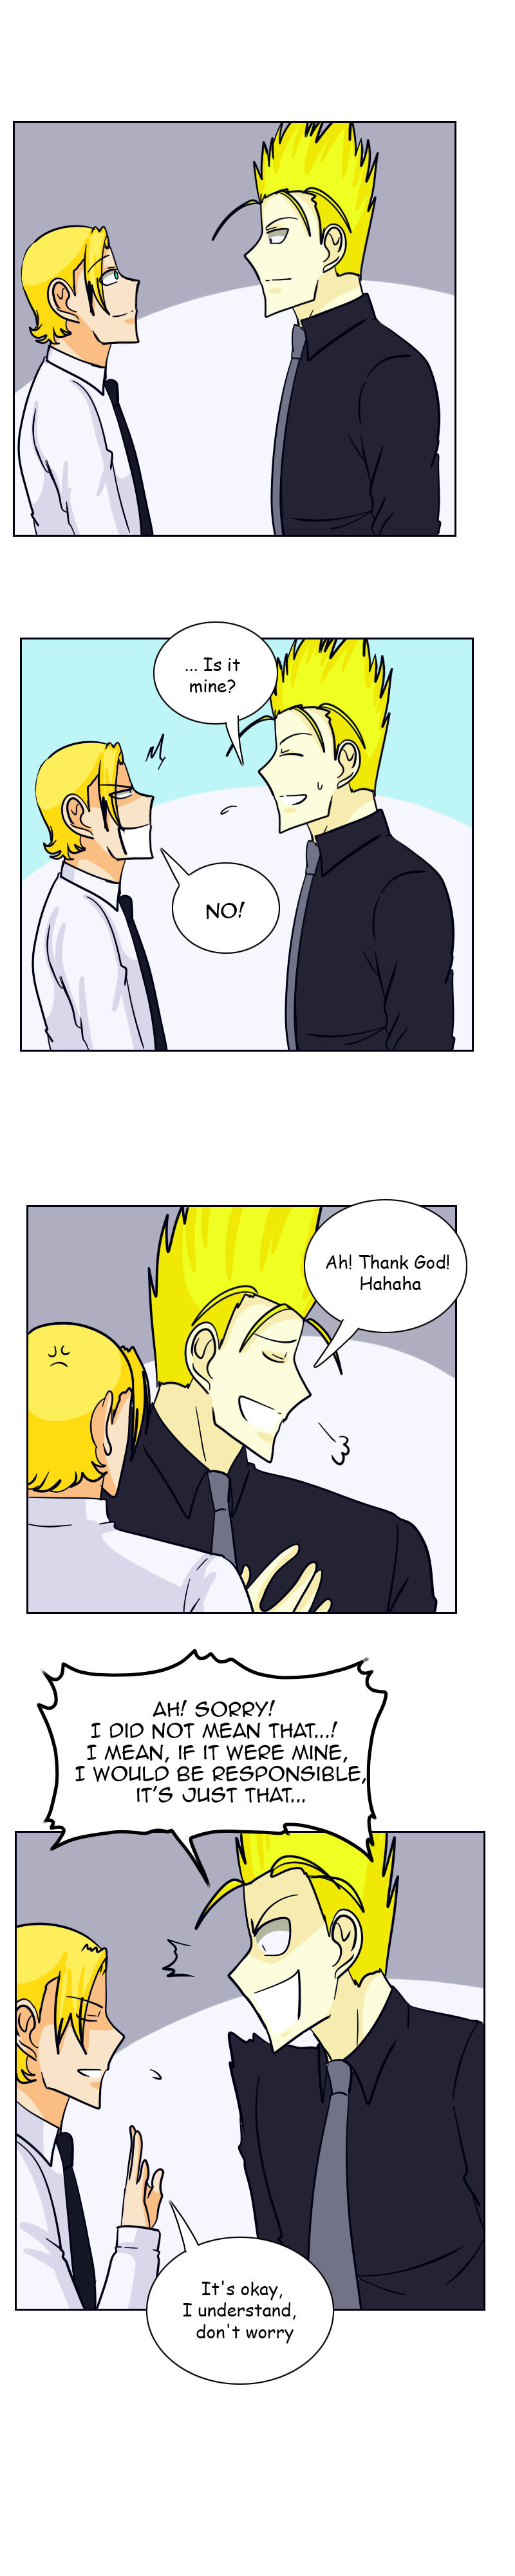 ... Is it
mine?
NO!
Ah! Thank God!
Hahaha
AH! SORRY!
I DID NOT MEAN THAT...!
I MEAN, IF IT WERE MINE,
I WOULD BE RESPONSIBLE,
IT'S JUST THAT...
It's okay,
I understand,
don't worry